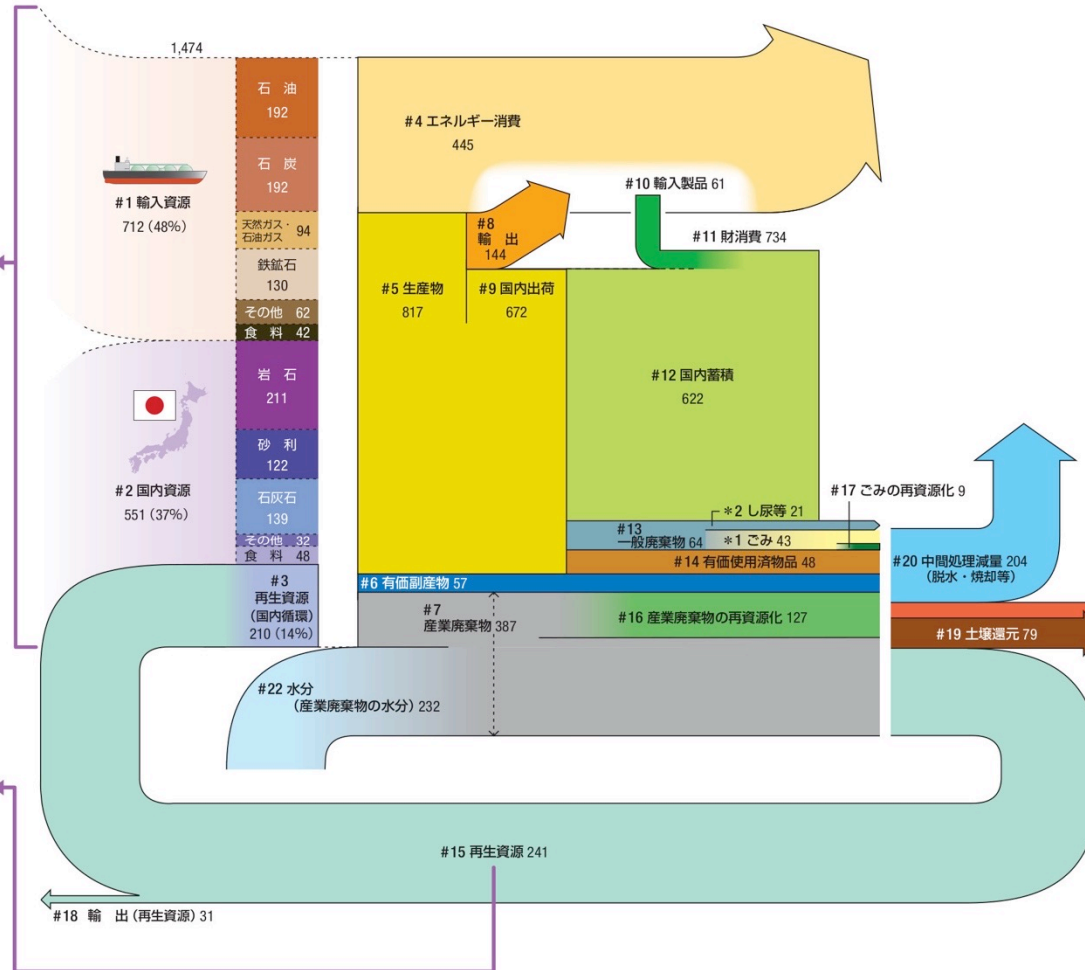 1,474
石　油
192
石　炭
192
天然ガス・
石油ガス 94
鉄鉱石
130
その他 62
食　料 42
#1 輸入資源
712 (48%)
岩　石
211
砂　利
122
石灰石
139
その他 32
食　料 48
#2 国内資源
551 (37%)
#3
再生資源
(国内循環)
210 (14%)
#4 エネルギー消費
445
#5 生産物
817
#8
輸　出
144
#9 国内出荷
672
#10 輸入製品 61
#11 財消費 734
#12 国内蓄積
622
#17 ごみの再資源化 9
＊2 し尿等 21
#13
一般廃棄物 64
＊1 ごみ 43
#14 有価使用済物品 48
#6 有価副産物 57
#7
産業廃棄物 387
#16 産業廃棄物の再資源化 127
#20 中間処理減量 204
(脱水・焼却等)
#19 土壌還元 79
#22 水分
(産業廃棄物の水分) 232
#15 再生資源 241
#18 輸　出 (再生資源) 31